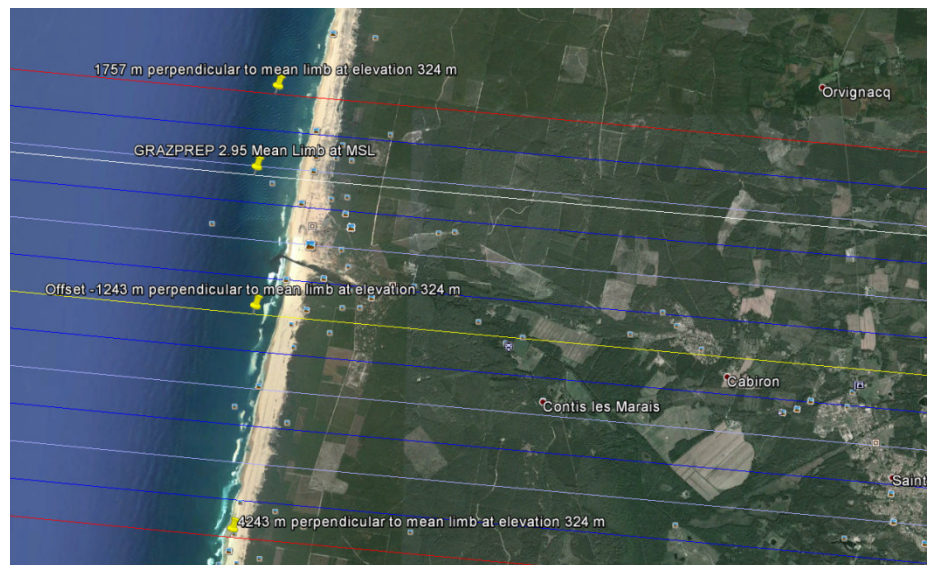 1757 m perpendicular to mean limb at elevation 324 m
Orvignacq
GRAZPREP 2.95 Mean Limb at MSL
Offset -1243 m perpendicular to mean limb at elevation 324 m
Cabiron
Contis les Marais
Saint
4243 m perpendicular to mean limb at elevation 324 m